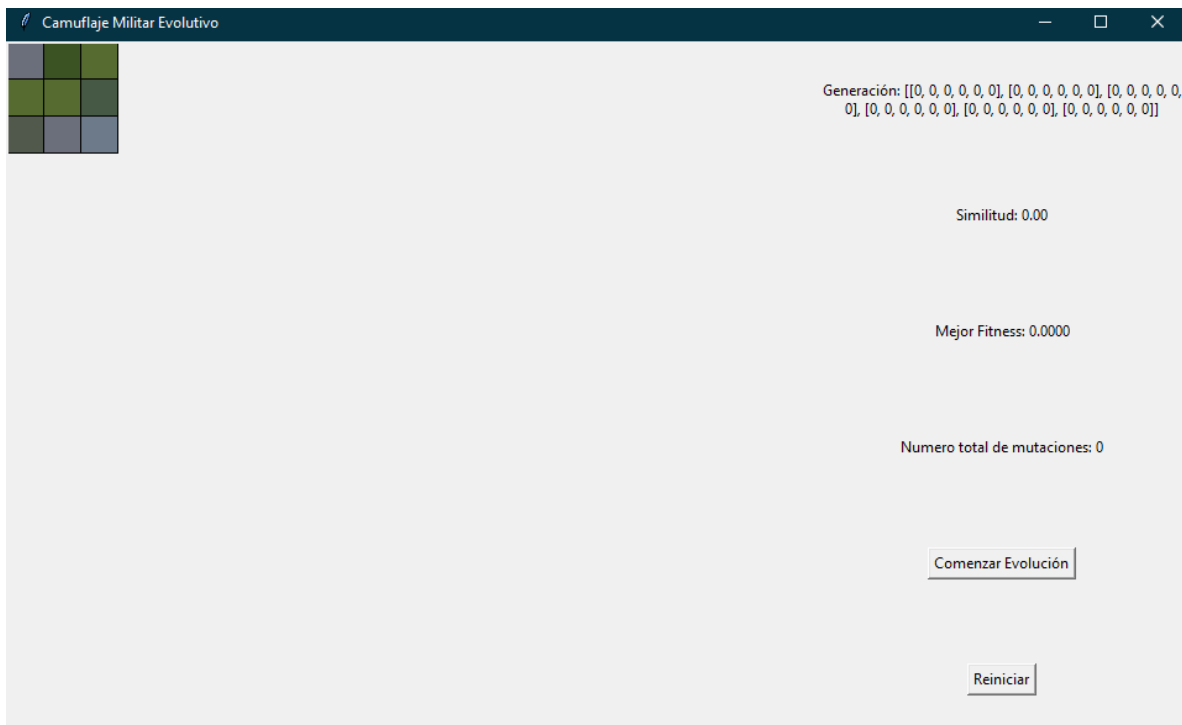 Camuflaje Militar Evolutivo
Generación: [[0, 0, 0, 0, 0, 0], [0, 0, 0, 0, 0, 0], [0, 0, 0, 0, 0,
0], [0, 0, 0, 0, 0, 0], [0, 0, 0, 0, 0, 0], [0, 0, 0, 0, 0, 0]]
Similitud: 0.00
Mejor Fitness: 0.0000
Numero total de mutaciones: 0
Comenzar Evolución
Reiniciar